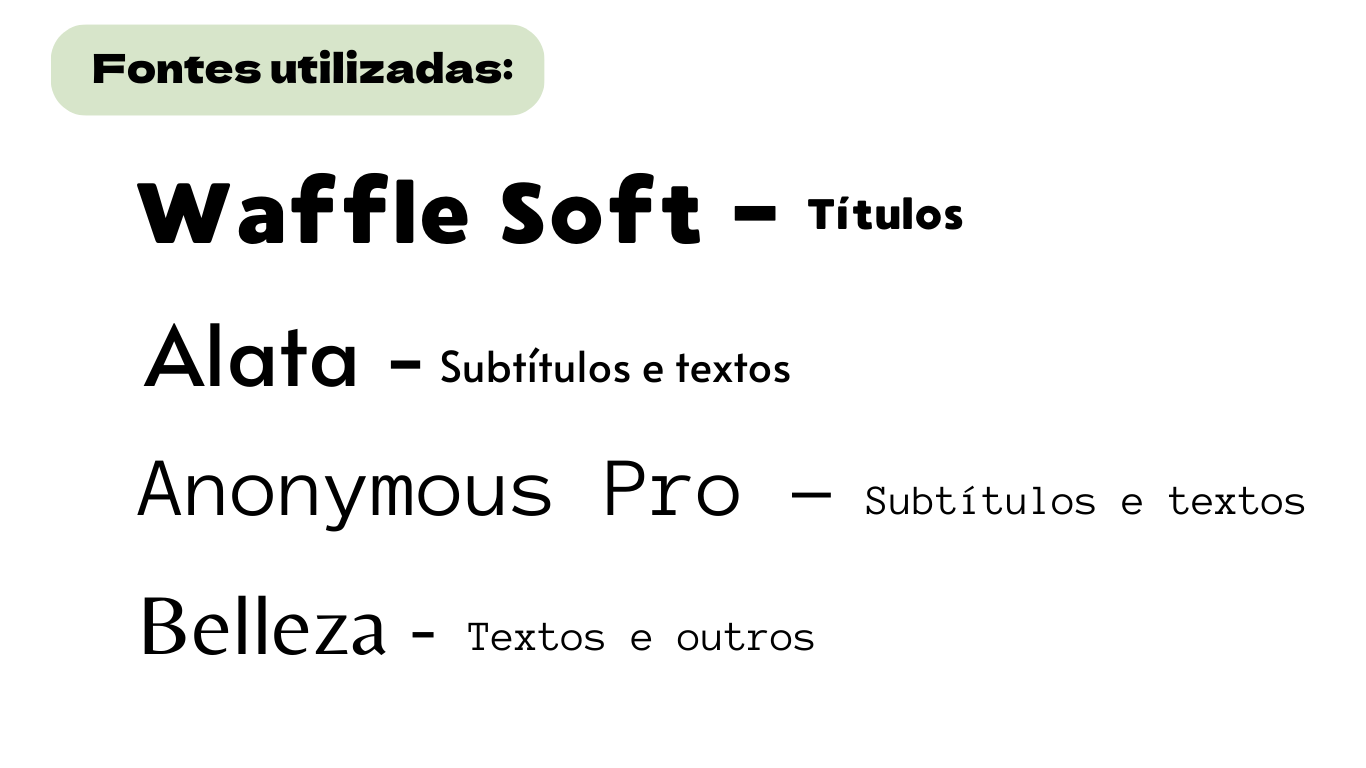 Fontes utilizadas:
Waffle Soft - Títulos
Alata - Subtítulos e textos
Anonymous Pro – Subtítulos e textos
Belleza - Textos e outros